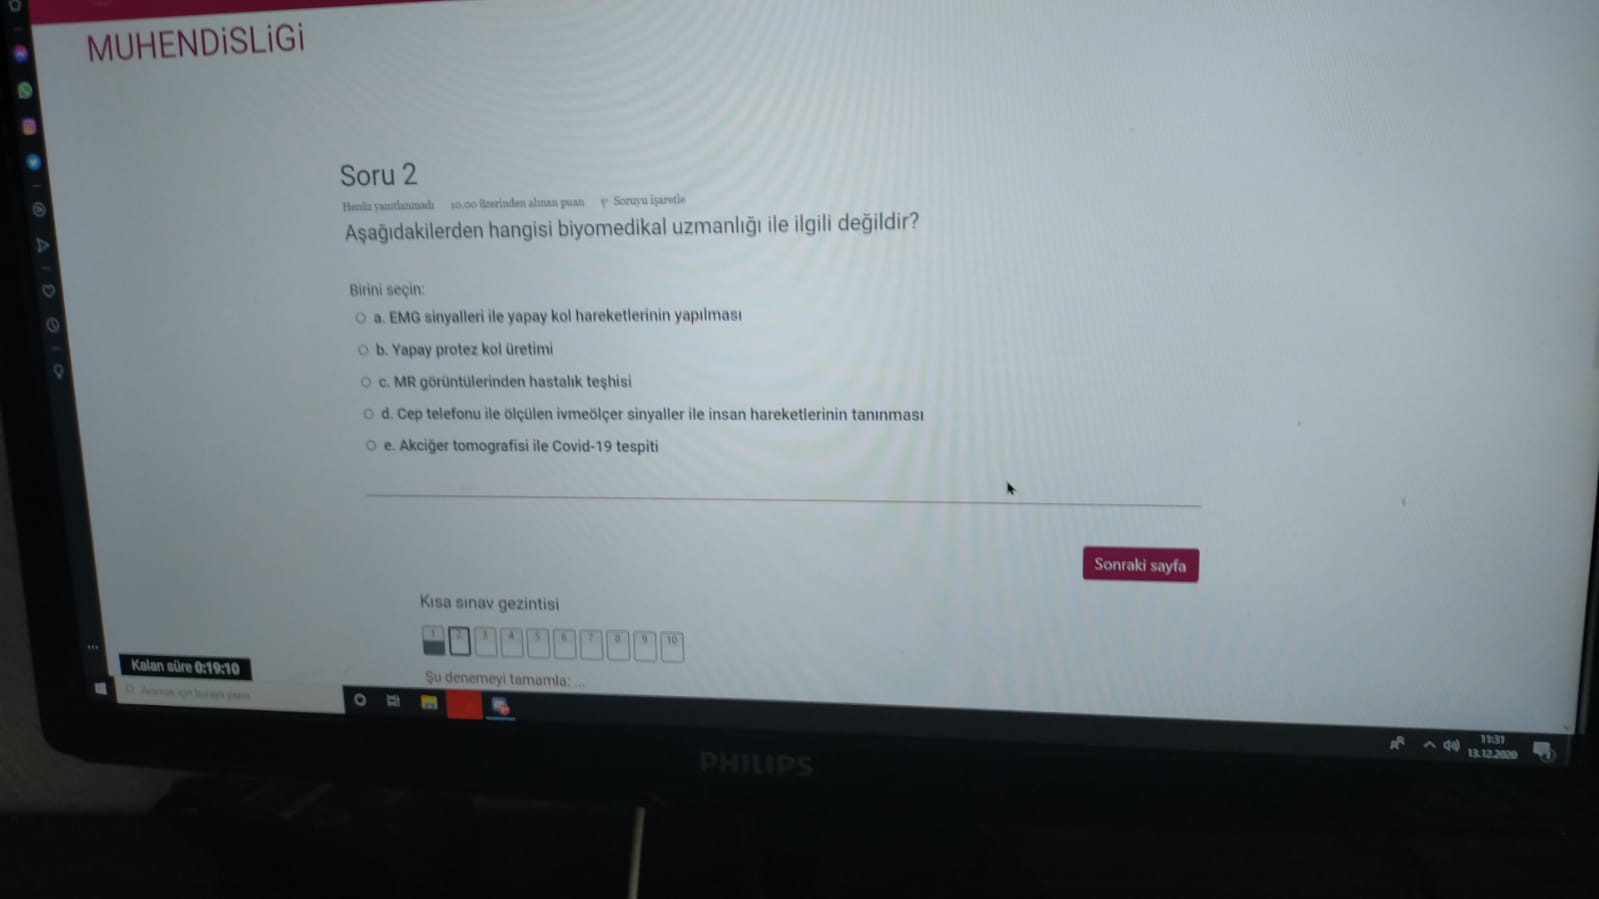 MUHENDiSLiGi
Soru 2
Henüz yanıtlanmadı 10.00 üzerinden alınan puan Soruyu işaretle
Aşağıdakilerden hangisi biyomedikal uzmanlığı ile ilgili değildir?
Birini seçin:
a. EMG sinyalleri ile yapay kol hareketlerinin yapılması
b. Yapay protez kol üretimi
c. MR görüntülerinden hastalık teşhisi
d. Cep telefonu ile ölçülen ivmeölçer sinyaller ile insan hareketlerinin tanınması
e. Akciğer tomografisi ile Covid-19 tespiti
Sonraki sayfa
Kısa sınav gezintisi
1 2 3 4 5 6 7 8 9 10
Kalan süre 0:19:10
Şu denemeyi tamamla: ...
Aramak için buraya yazın
11:31
13.12.2020
PHILIPS